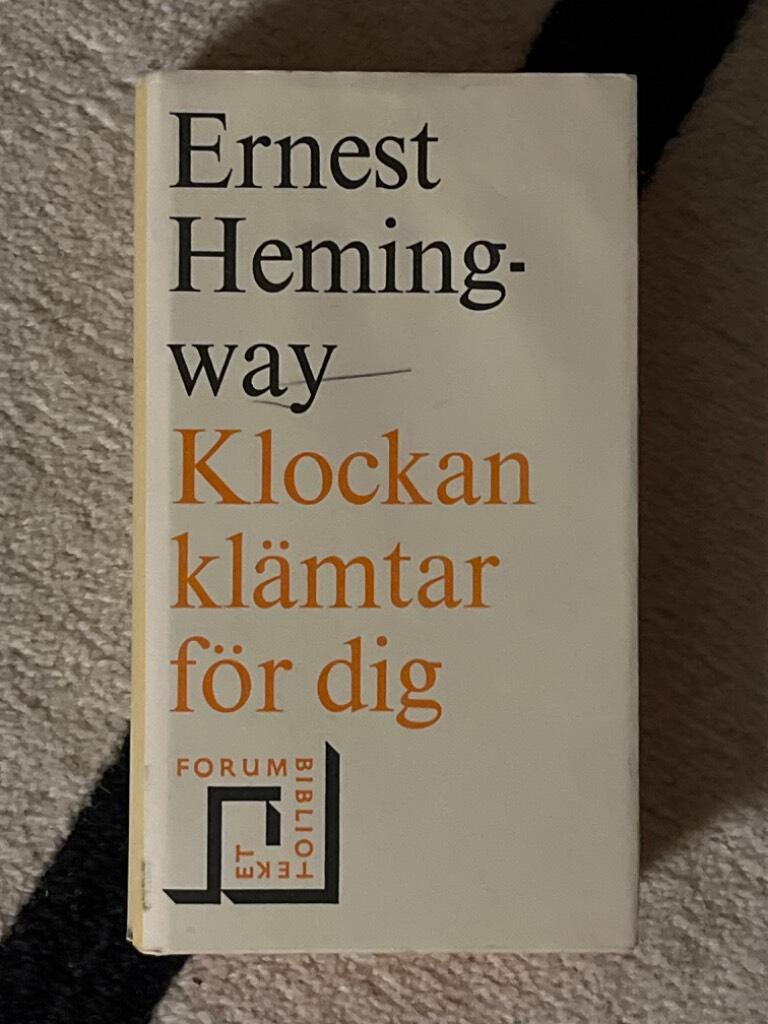 Ernest
Heming-
way
Klockan
klämtar
för dig
FORUM
BIBLIO
TEKET